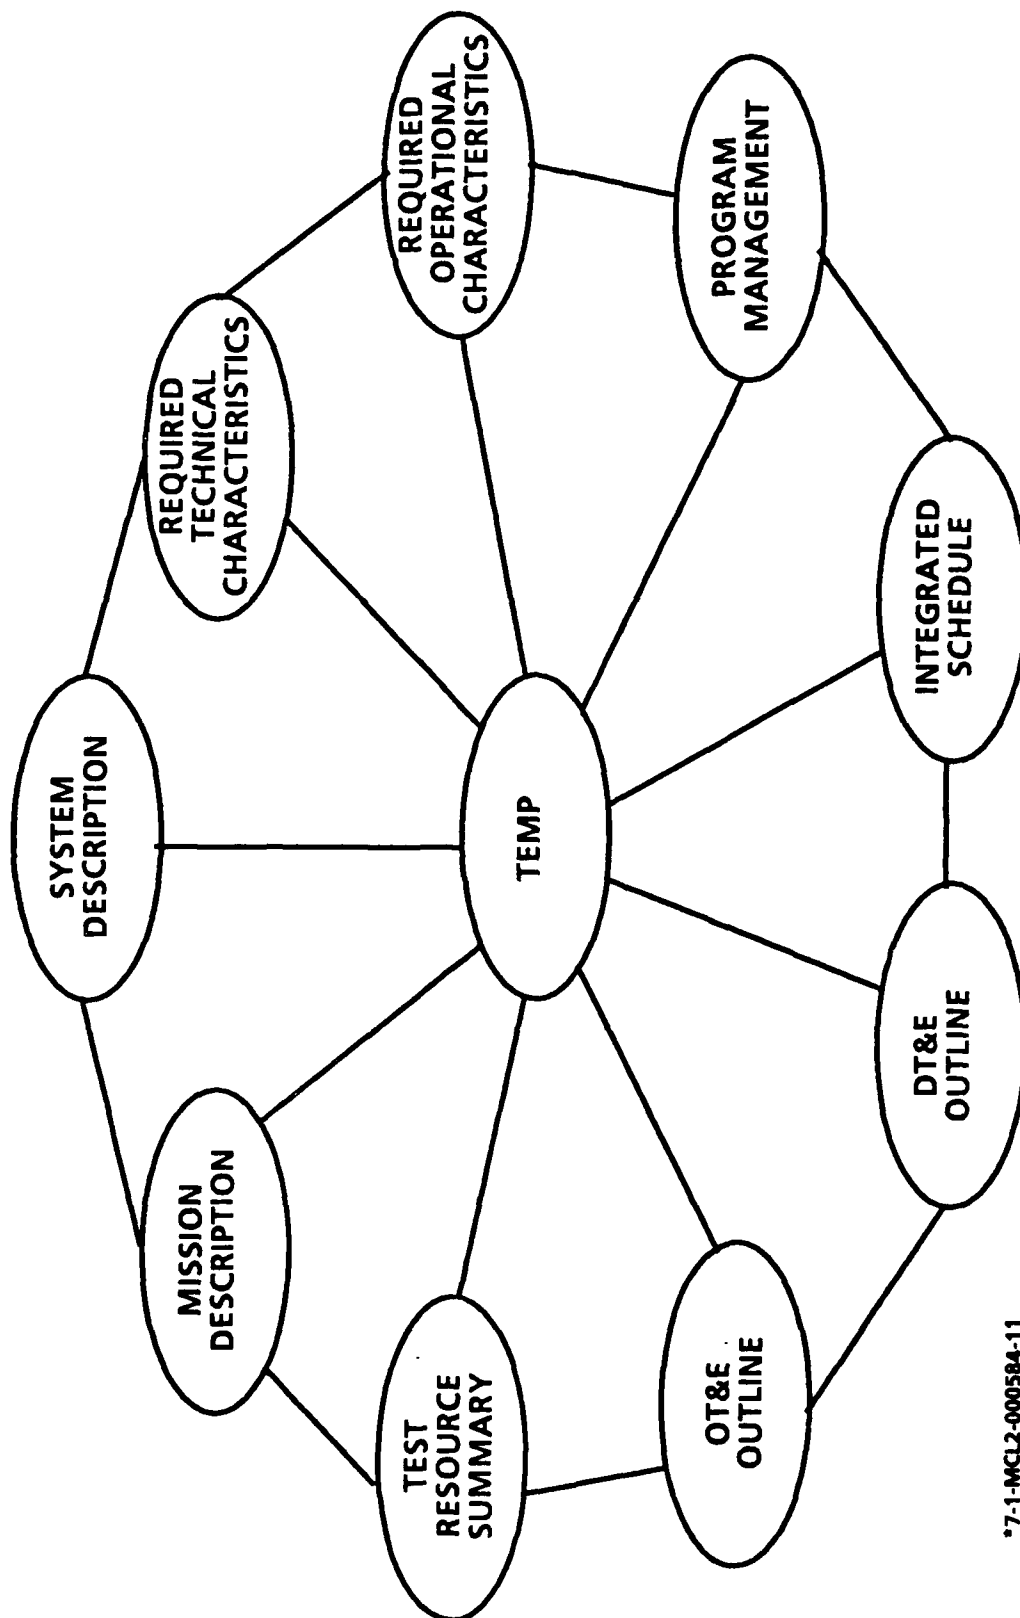 SYSTEM
DESCRIPTION
REQUIRED
TECHNICAL
CHARACTERISTICS
REQUIRED
OPERATIONAL
CHARACTERISTICS
PROGRAM
MANAGEMENT
INTEGRATED
SCHEDULE
DT&E
OUTLINE
OT&E
OUTLINE
TEST
RESOURCE
SUMMARY
MISSION
DESCRIPTION
TEMP
*7-1-MCL2-000584-11